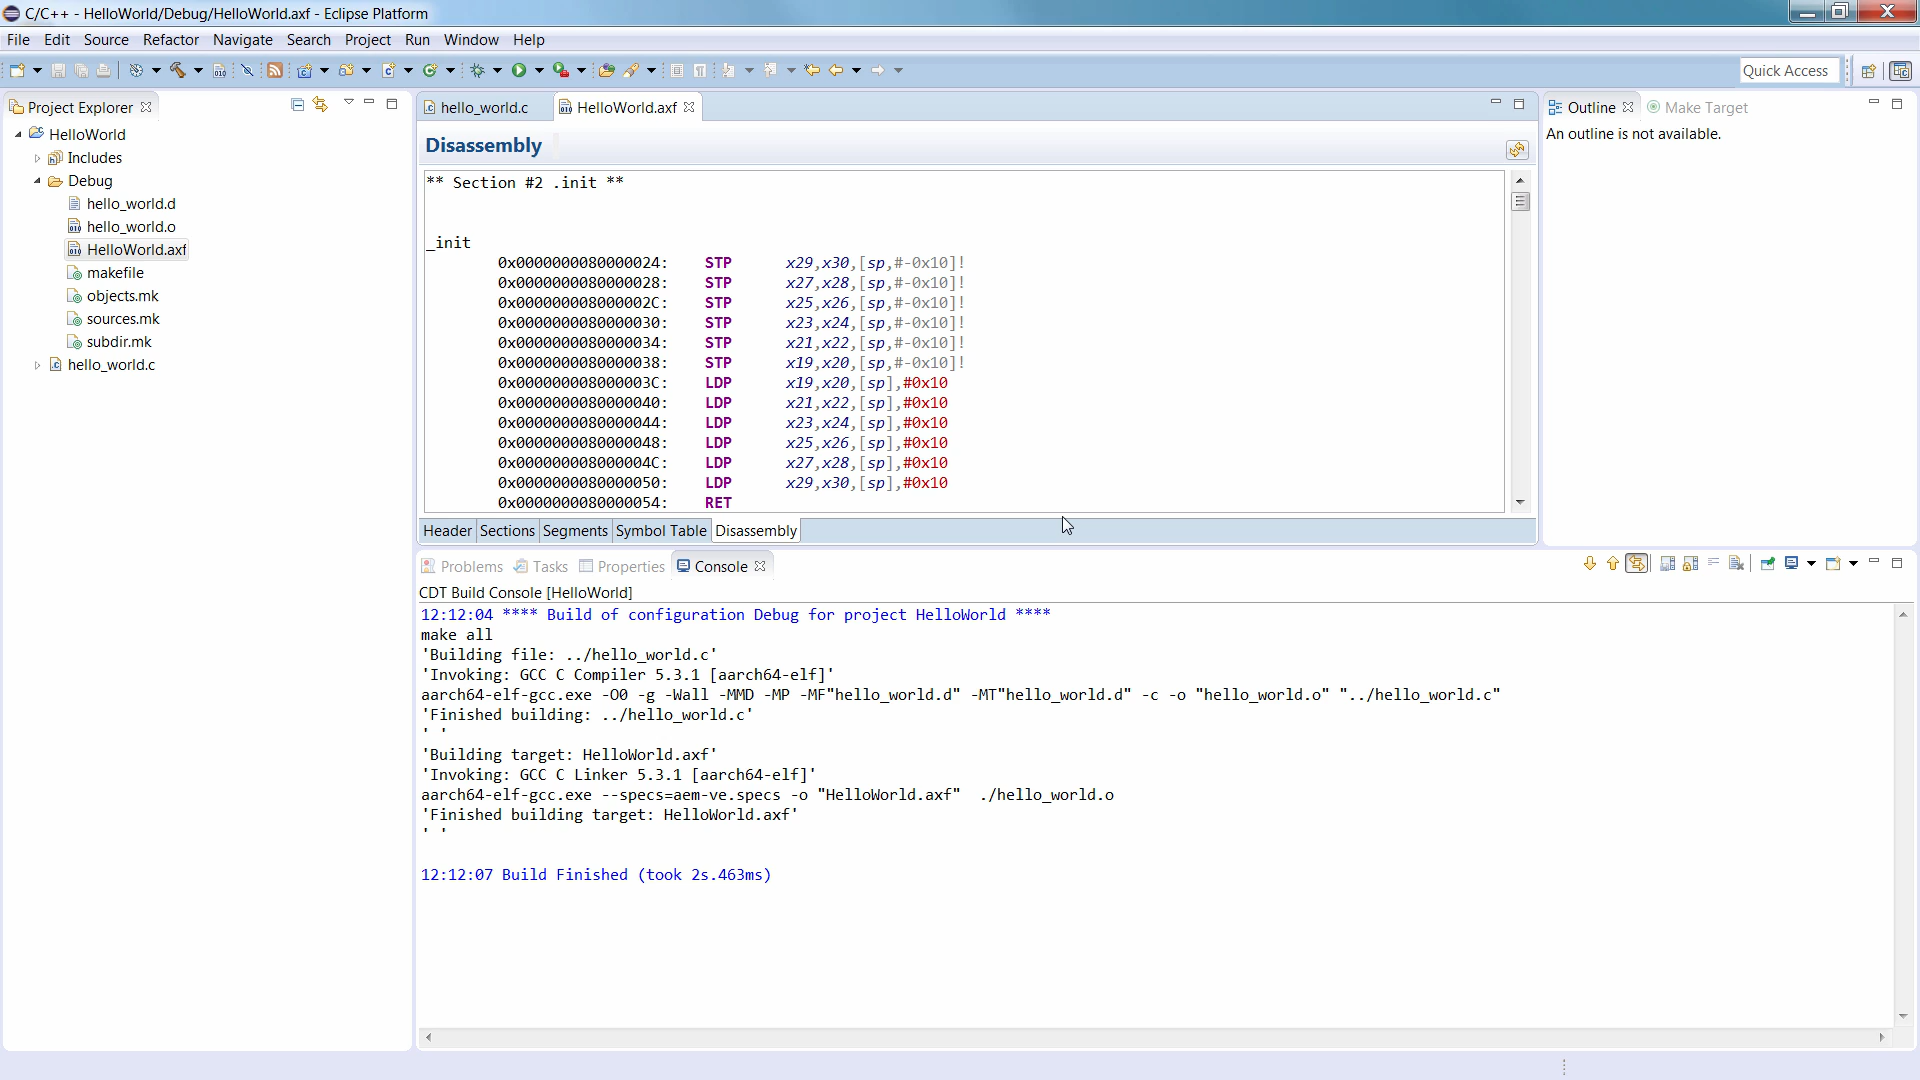 C/C++ - HelloWorld/Debug/HelloWorld.axf - Eclipse Platform
File Edit Source Refactor Navigate Search Project Run Window Help
Quick Access
Project Explorer
HelloWorld
Includes
Debug
hello_world.d
hello_world.o
HelloWorld.axf
makefile
objects.mk
sources.mk
subdir.mk
hello_world.c
hello_world.c HelloWorld.axf
Disassembly
** Section #2 .init **
_init
0x0000000080000024: STP x29,x30,[sp,#-0x10]!
0x0000000080000028: STP x27,x28,[sp,#-0x10]!
0x000000008000002C: STP x25,x26,[sp,#-0x10]!
0x0000000080000030: STP x23,x24,[sp,#-0x10]!
0x0000000080000034: STP x21,x22,[sp,#-0x10]!
0x0000000080000038: STP x19,x20,[sp,#-0x10]!
0x000000008000003C: LDP x19,x20,[sp],#0x10
0x0000000080000040: LDP x21,x22,[sp],#0x10
0x0000000080000044: LDP x23,x24,[sp],#0x10
0x0000000080000048: LDP x25,x26,[sp],#0x10
0x000000008000004C: LDP x27,x28,[sp],#0x10
0x0000000080000050: LDP x29,x30,[sp],#0x10
0x0000000080000054: RET
Header Sections Segments Symbol Table Disassembly
Outline Make Target
An outline is not available.
Problems Tasks Properties Console
CDT Build Console [HelloWorld]
12:12:04 **** Build of configuration Debug for project HelloWorld ****
make all
'Building file: ../hello_world.c'
'Invoking: GCC C Compiler 5.3.1 [aarch64-elf]'
aarch64-elf-gcc.exe -O0 -g -Wall -MMD -MP -MF"hello_world.d" -MT"hello_world.d" -c -o "hello_world.o" "../hello_world.c"
'Finished building: ../hello_world.c'
' '
'Building target: HelloWorld.axf'
'Invoking: GCC C Linker 5.3.1 [aarch64-elf]'
aarch64-elf-gcc.exe --specs=aem-ve.specs -o "HelloWorld.axf"  ./hello_world.o
'Finished building target: HelloWorld.axf'
' '
12:12:07 Build Finished (took 2s.463ms)